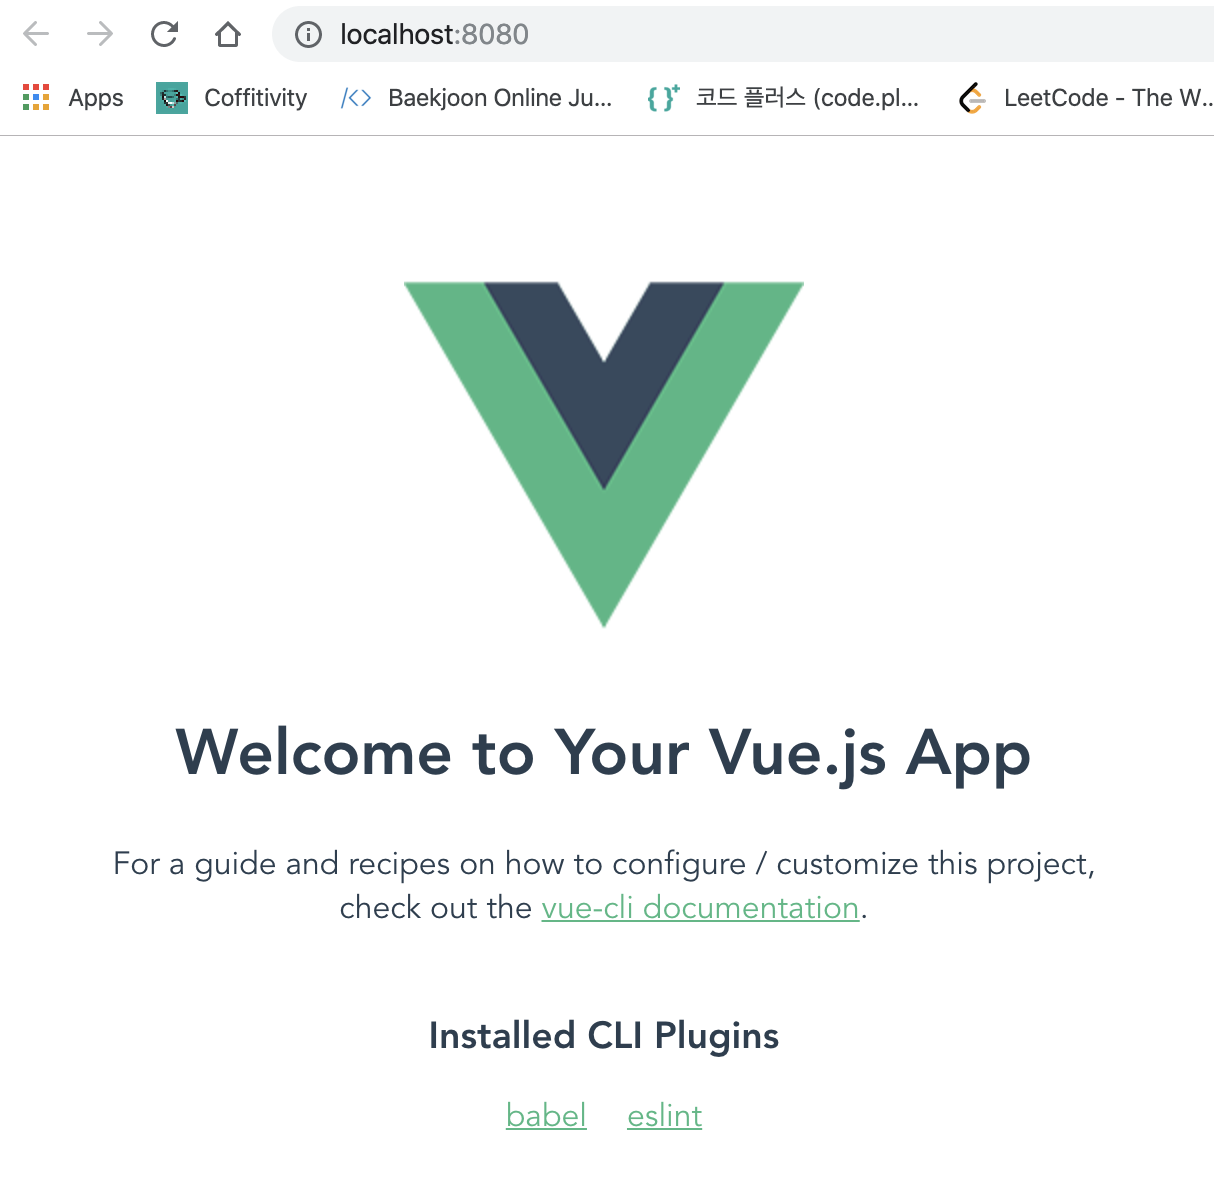 localhost:8080
Apps Coffitivity Baekjoon Online Ju... 코드 플러스 (code.pl... LeetCode - The W...
Welcome to Your Vue.js App
For a guide and recipes on how to configure / customize this project,
check out the vue-cli documentation.
Installed CLI Plugins
babel eslint